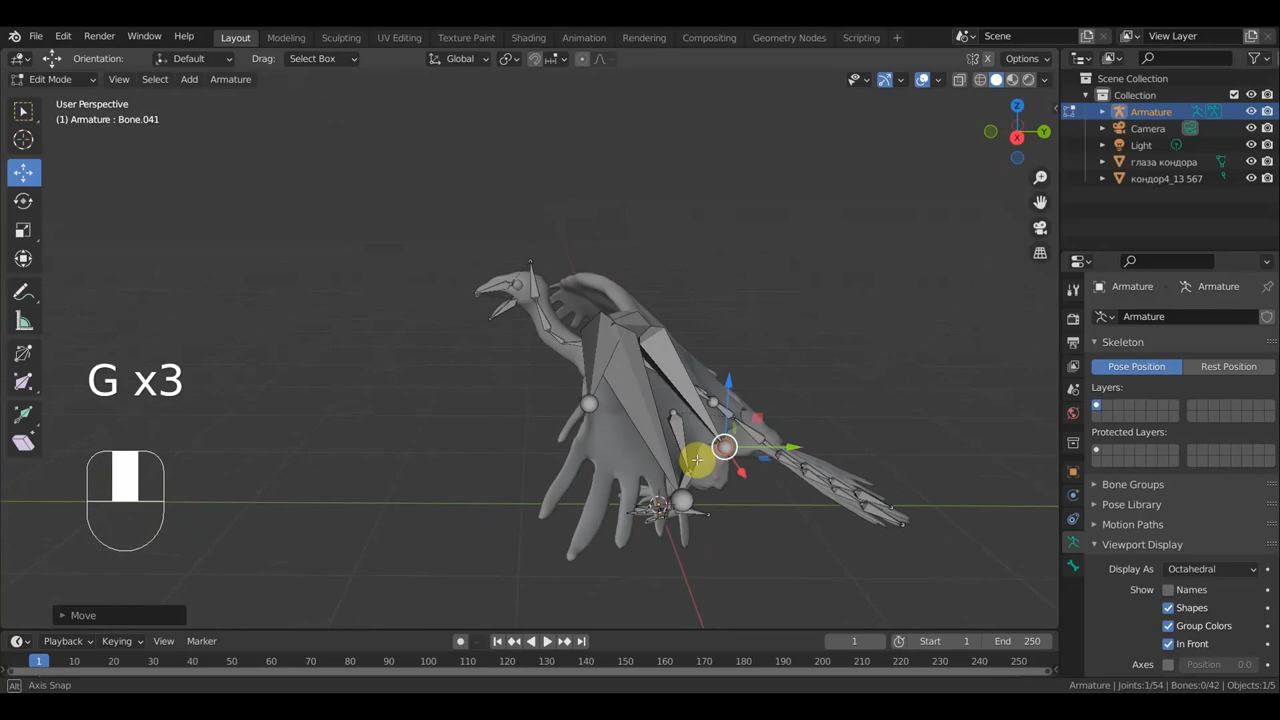 File Edit Render Window Help Layout Modeling Sculpting UV Editing Texture Paint Shading Animation Rendering Compositing Geometry Nodes Scripting + Scene View Layer
Orientation: Default Drag: Select Box Global X Options
Edit Mode View Select Add Armature
User Perspective
(1) Armature : Bone.041
Z
Y
X
Scene Collection
Collection
Armature
Camera
Light
глаза кондора
кондор4_13 567
Armature Armature
Armature
Skeleton
Pose Position Rest Position
Layers:
Protected Layers:
Bone Groups
Pose Library
Motion Paths
Viewport Display
Display As Octahedral
Show Names
Shapes
Group Colors
In Front
Axes Position 0.0
G x3
Move
Playback Keying View Marker 1 Start 1 End 250
1 10 20 30 40 50 60 70 80 90 100 110 120 130 140 150 160 170 180 190 200 210 220 230 240 250
Alt Axis Snap Armature | Joints:1/54 | Bones:0/42 | Objects:1/5